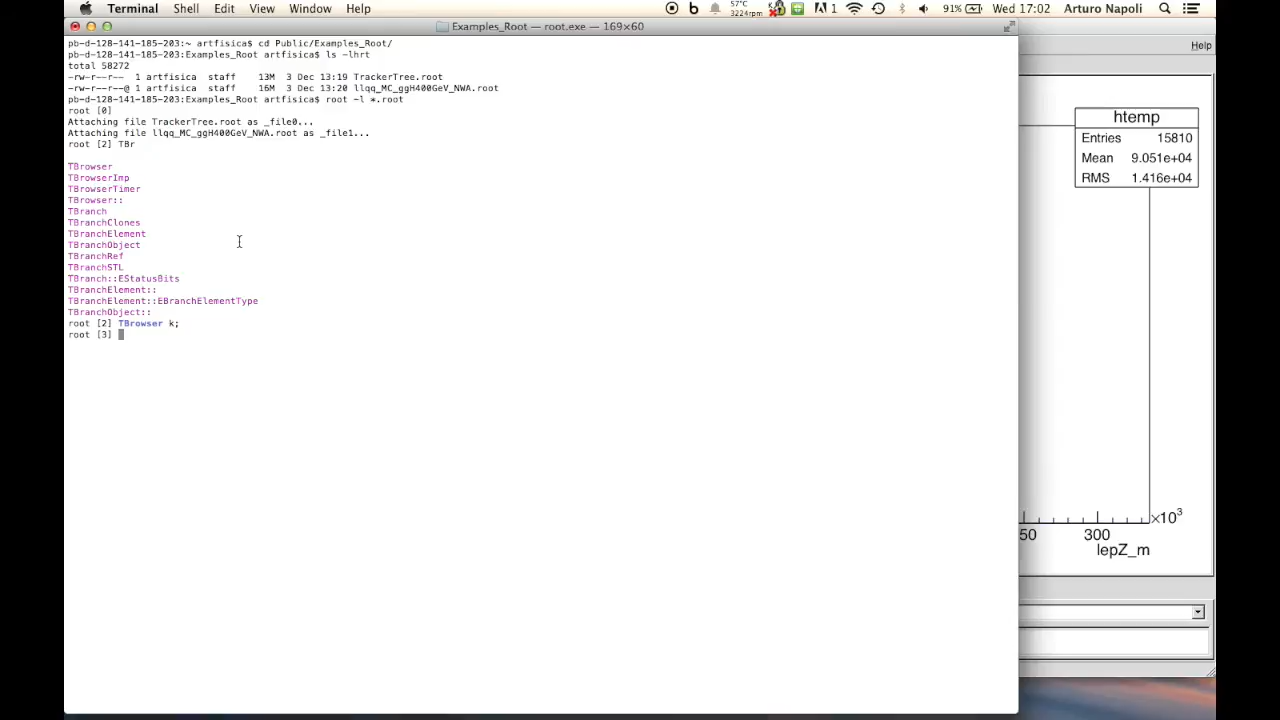 Terminal Shell Edit View Window Help 57°C 3224rpm 1 91% Wed 17:02 Arturo Napoli
Examples_Root — root.exe — 169×60
Help
pb-d-128-141-185-203:~ artfisica$ cd Public/Examples_Root/
pb-d-128-141-185-203:Examples_Root artfisica$ ls -lhrt
total 58272
-rw-r--r-- 1 artfisica staff 13M 3 Dec 13:19 TrackerTree.root
-rw-r--r--@ 1 artfisica staff 16M 3 Dec 13:20 llqq_MC_ggH400GeV_NWA.root
pb-d-128-141-185-203:Examples_Root artfisica$ root -l *.root
root [0]
Attaching file TrackerTree.root as _file0...
Attaching file llqq_MC_ggH400GeV_NWA.root as _file1...
root [2] TBr
TBrowser
TBrowserImp
TBrowserTimer
TBrowser::
TBranch
TBranchClones
TBranchElement
TBranchObject
TBranchRef
TBranchSTL
TBranch::EStatusBits
TBranchElement::
TBranchElement::EBranchElementType
TBranchObject::
root [2] TBrowser k;
root [3]
htemp
Entries 15810
Mean 9.051e+04
RMS 1.416e+04
×10³
50 300
lepZ_m